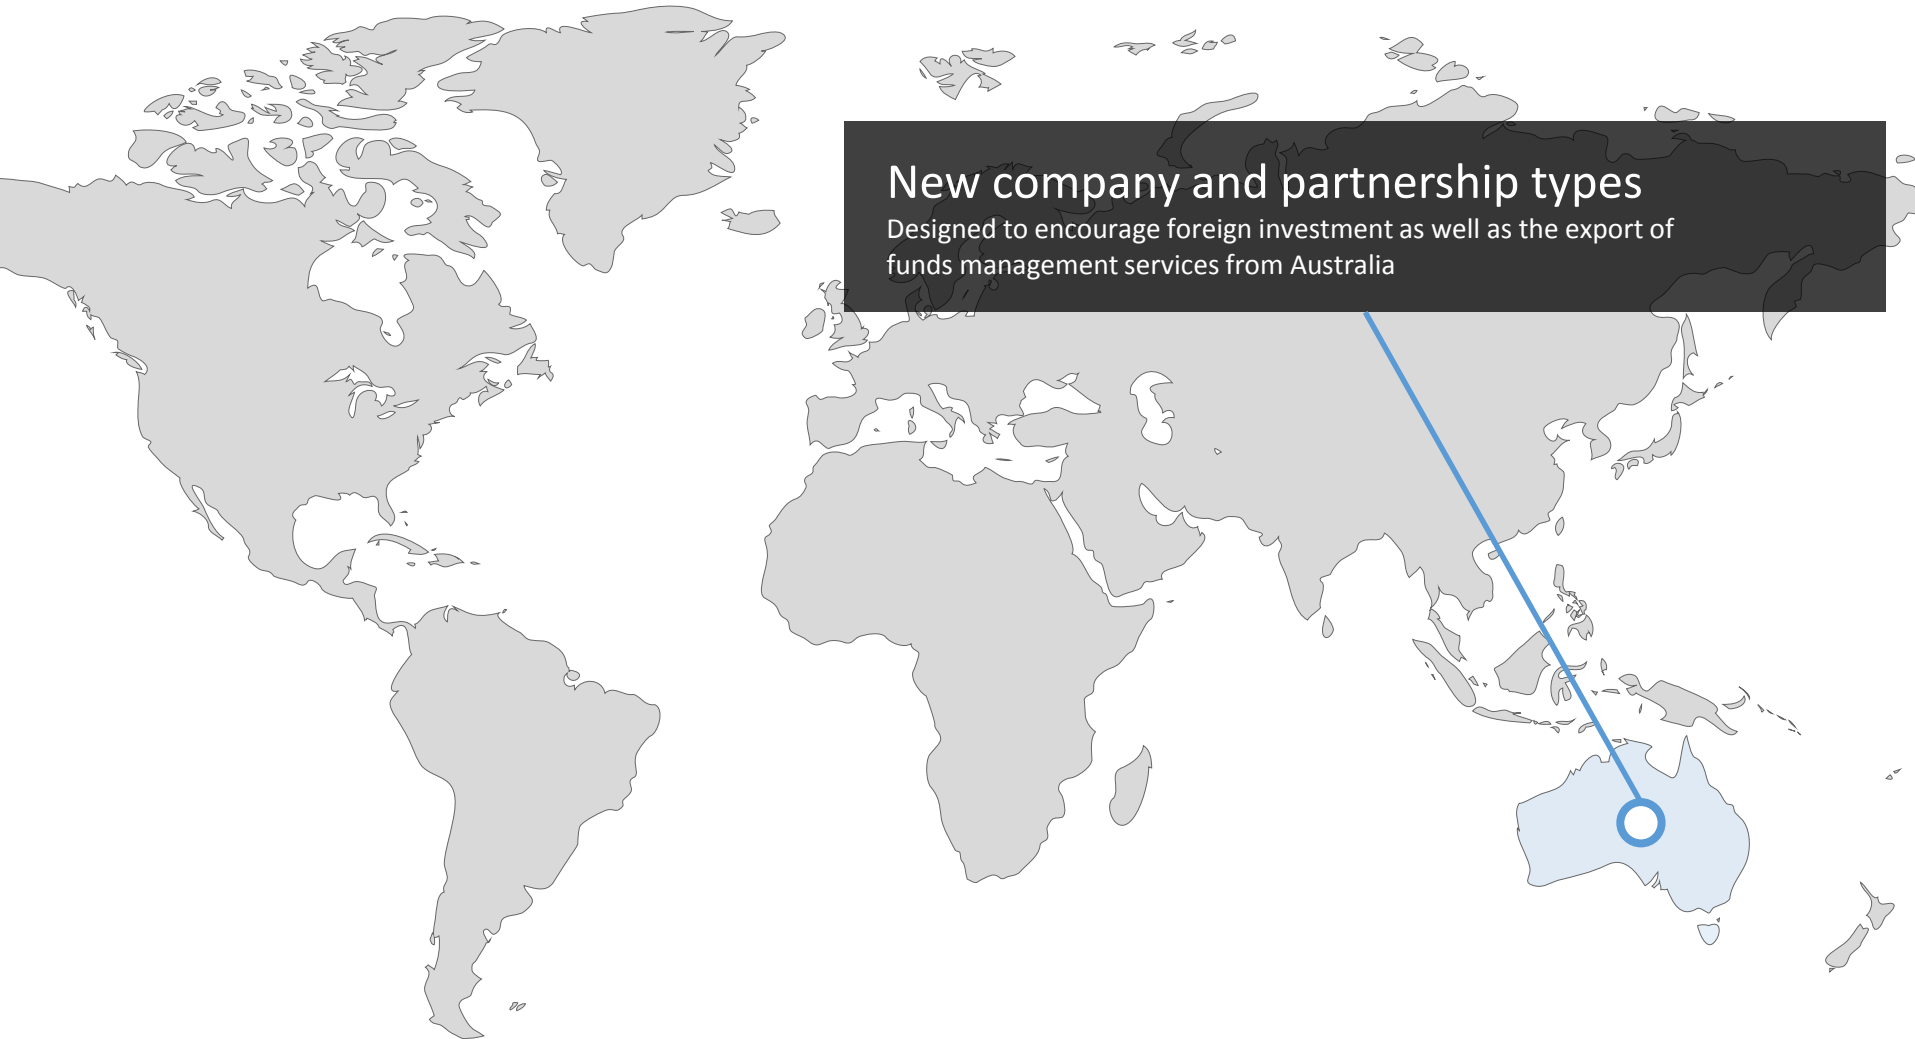 New company and partnership types
Designed to encourage foreign investment as well as the export of
funds management services from Australia